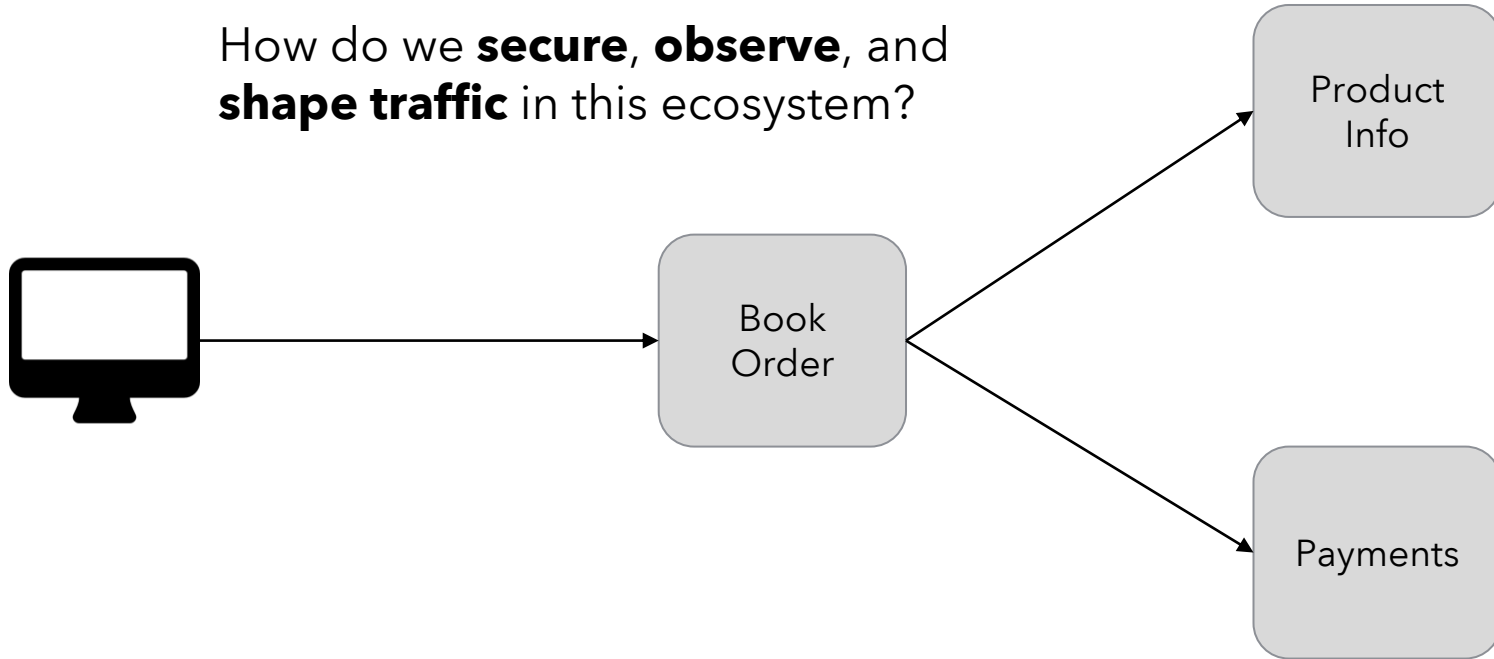 How do we secure, observe, and
shape traffic in this ecosystem?
Product
Info
Book
Order
Payments